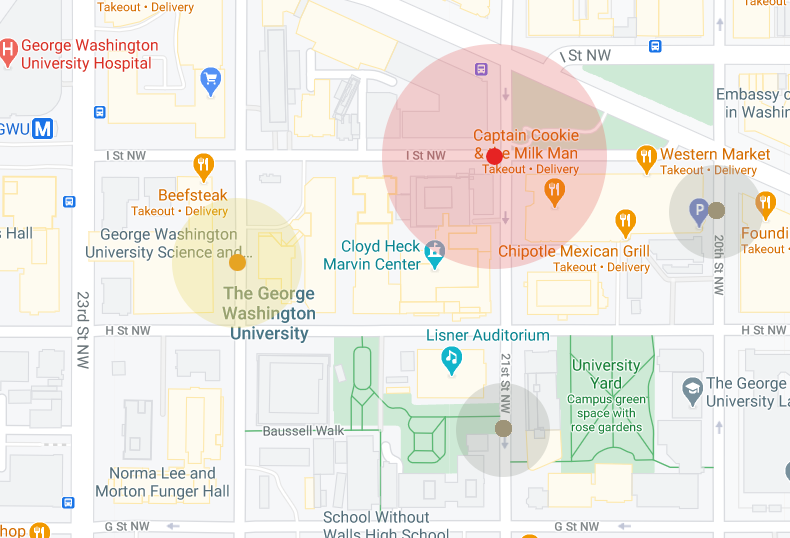 Takeout • Delivery
Takeout • Delivery
George Washington
University Hospital
St NW
Embassy o
in Washin
GWU
M
I St NW
I St NW
Captain Cookie
& the Milk Man
Takeout • Delivery
Western Market
Takeout • Delivery
Beefsteak
Takeout • Delivery
P
s Hall
George Washington
University Science and...
Cloyd Heck
Marvin Center
Chipotle Mexican Grill
Takeout • Delivery
Foundi
Takeout •
20th St NW
The George
Washington
University
23rd St NW
H St NW
H St NW
Lisner Auditorium
21st St NW
University
Yard
Campus green
space with
rose gardens
The George
University La
Baussell Walk
Norma Lee and
Morton Funger Hall
School Without
Walls High School
G St NW
G St NW
hop
H